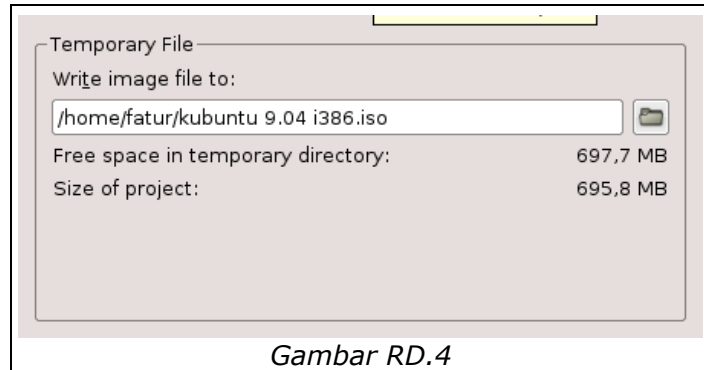 Temporary File
Write image file to:
/home/fatur/kubuntu 9.04 i386.iso
Free space in temporary directory: 697,7 MB
Size of project: 695,8 MB
Gambar RD.4